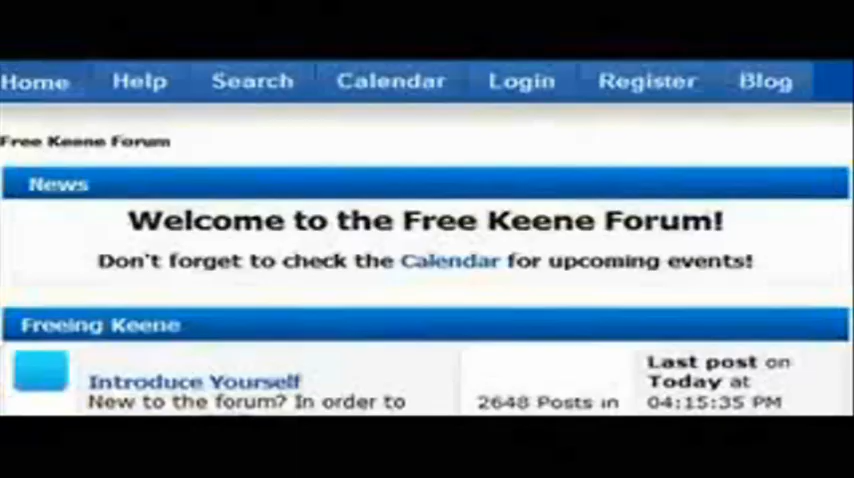 Home Help Search Calendar Login Register Blog
Free Keene Forum
News
Welcome to the Free Keene Forum!
Don't forget to check the Calendar for upcoming events!
Freeing Keene
Introduce Yourself
New to the forum? In order to
2648 Posts in
Last post on
Today at
04:15:35 PM